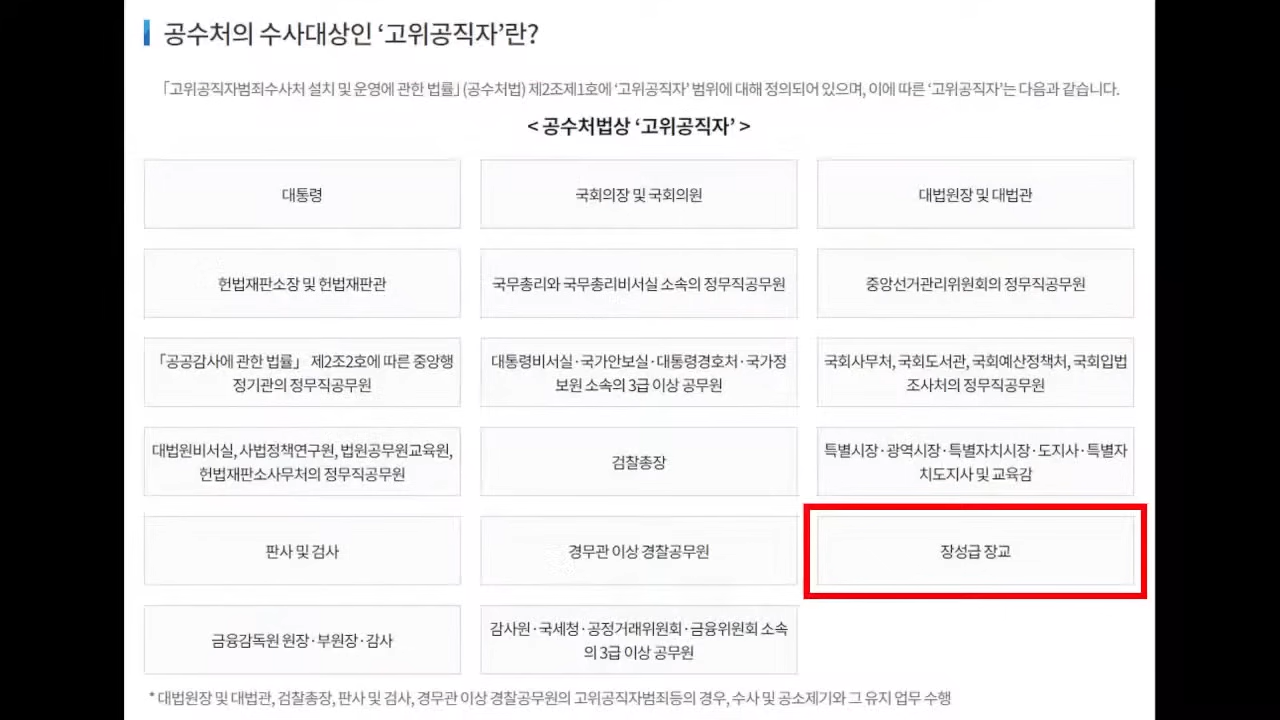 공수처의 수사대상인 ‘고위공직자’란?
「고위공직자범죄수사처 설치 및 운영에 관한 법률」(공수처법) 제2조제1호에 ‘고위공직자’ 범위에 대해 정의되어 있으며, 이에 따른 ‘고위공직자’는 다음과 같습니다.
< 공수처법상 ‘고위공직자’ >
대통령
국회의장 및 국회의원
대법원장 및 대법관
헌법재판소장 및 헌법재판관
국무총리와 국무총리비서실 소속의 정무직공무원
중앙선거관리위원회의 정무직공무원
「공공감사에 관한 법률」 제2조2호에 따른 중앙행
정기관의 정무직공무원
대통령비서실·국가안보실·대통령경호처·국가정
보원 소속의 3급 이상 공무원
국회사무처, 국회도서관, 국회예산정책처, 국회입법
조사처의 정무직공무원
대법원비서실, 사법정책연구원, 법원공무원교육원,
헌법재판소사무처의 정무직공무원
검찰총장
특별시장·광역시장·특별자치시장·도지사·특별자
치도지사 및 교육감
판사 및 검사
경무관 이상 경찰공무원
장성급 장교
금융감독원 원장·부원장·감사
감사원·국세청·공정거래위원회·금융위원회 소속
의 3급 이상 공무원
* 대법원장 및 대법관, 검찰총장, 판사 및 검사, 경무관 이상 경찰공무원의 고위공직자범죄등의 경우, 수사 및 공소제기와 그 유지 업무 수행